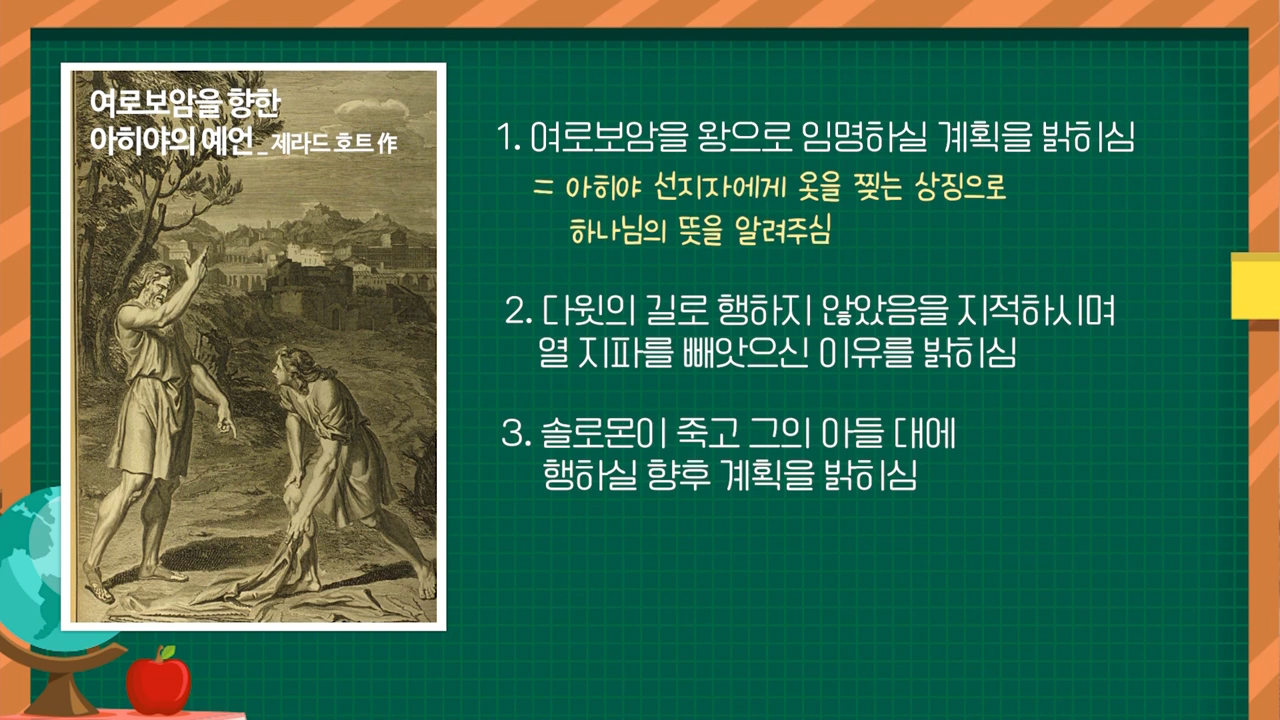 여로보암을 향한
아히야의 예언 _ 제라드 호트 作
1. 여로보암을 왕으로 임명하실 계획을 밝히심
= 아히야 선지자에게 옷을 찢는 상징으로
하나님의 뜻을 알려주심
2. 다윗의 길로 행하지 않았음을 지적하시며
열 지파를 빼앗으신 이유를 밝히심
3. 솔로몬이 죽고 그의 아들 대에
행하실 향후 계획을 밝히심